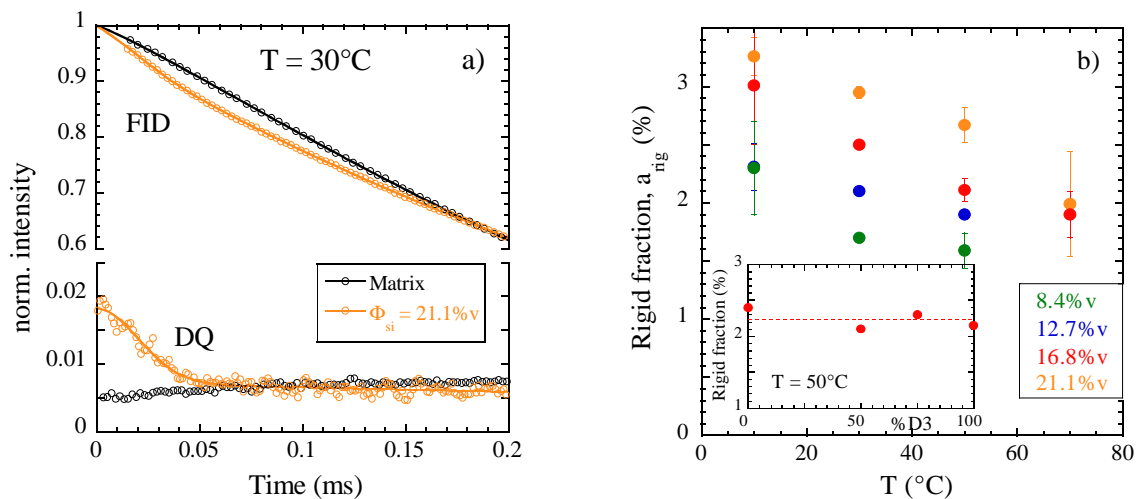 T = 30°C
a)
FID
1
0.9
0.8
0.7
0.6
norm. intensity
Matrix
Φsi = 21.1%v
DQ
0.02
0.01
0
0 0.05 0.1 0.15 0.2
Time (ms)
b)
Rigid fraction, arig (%)
3
2
1
0
8.4%v
12.7%v
16.8%v
21.1%v
Rigid fraction (%)
3
2
1
T = 50°C
0 50 100
%D3
0 20 40 60 80
T (°C)